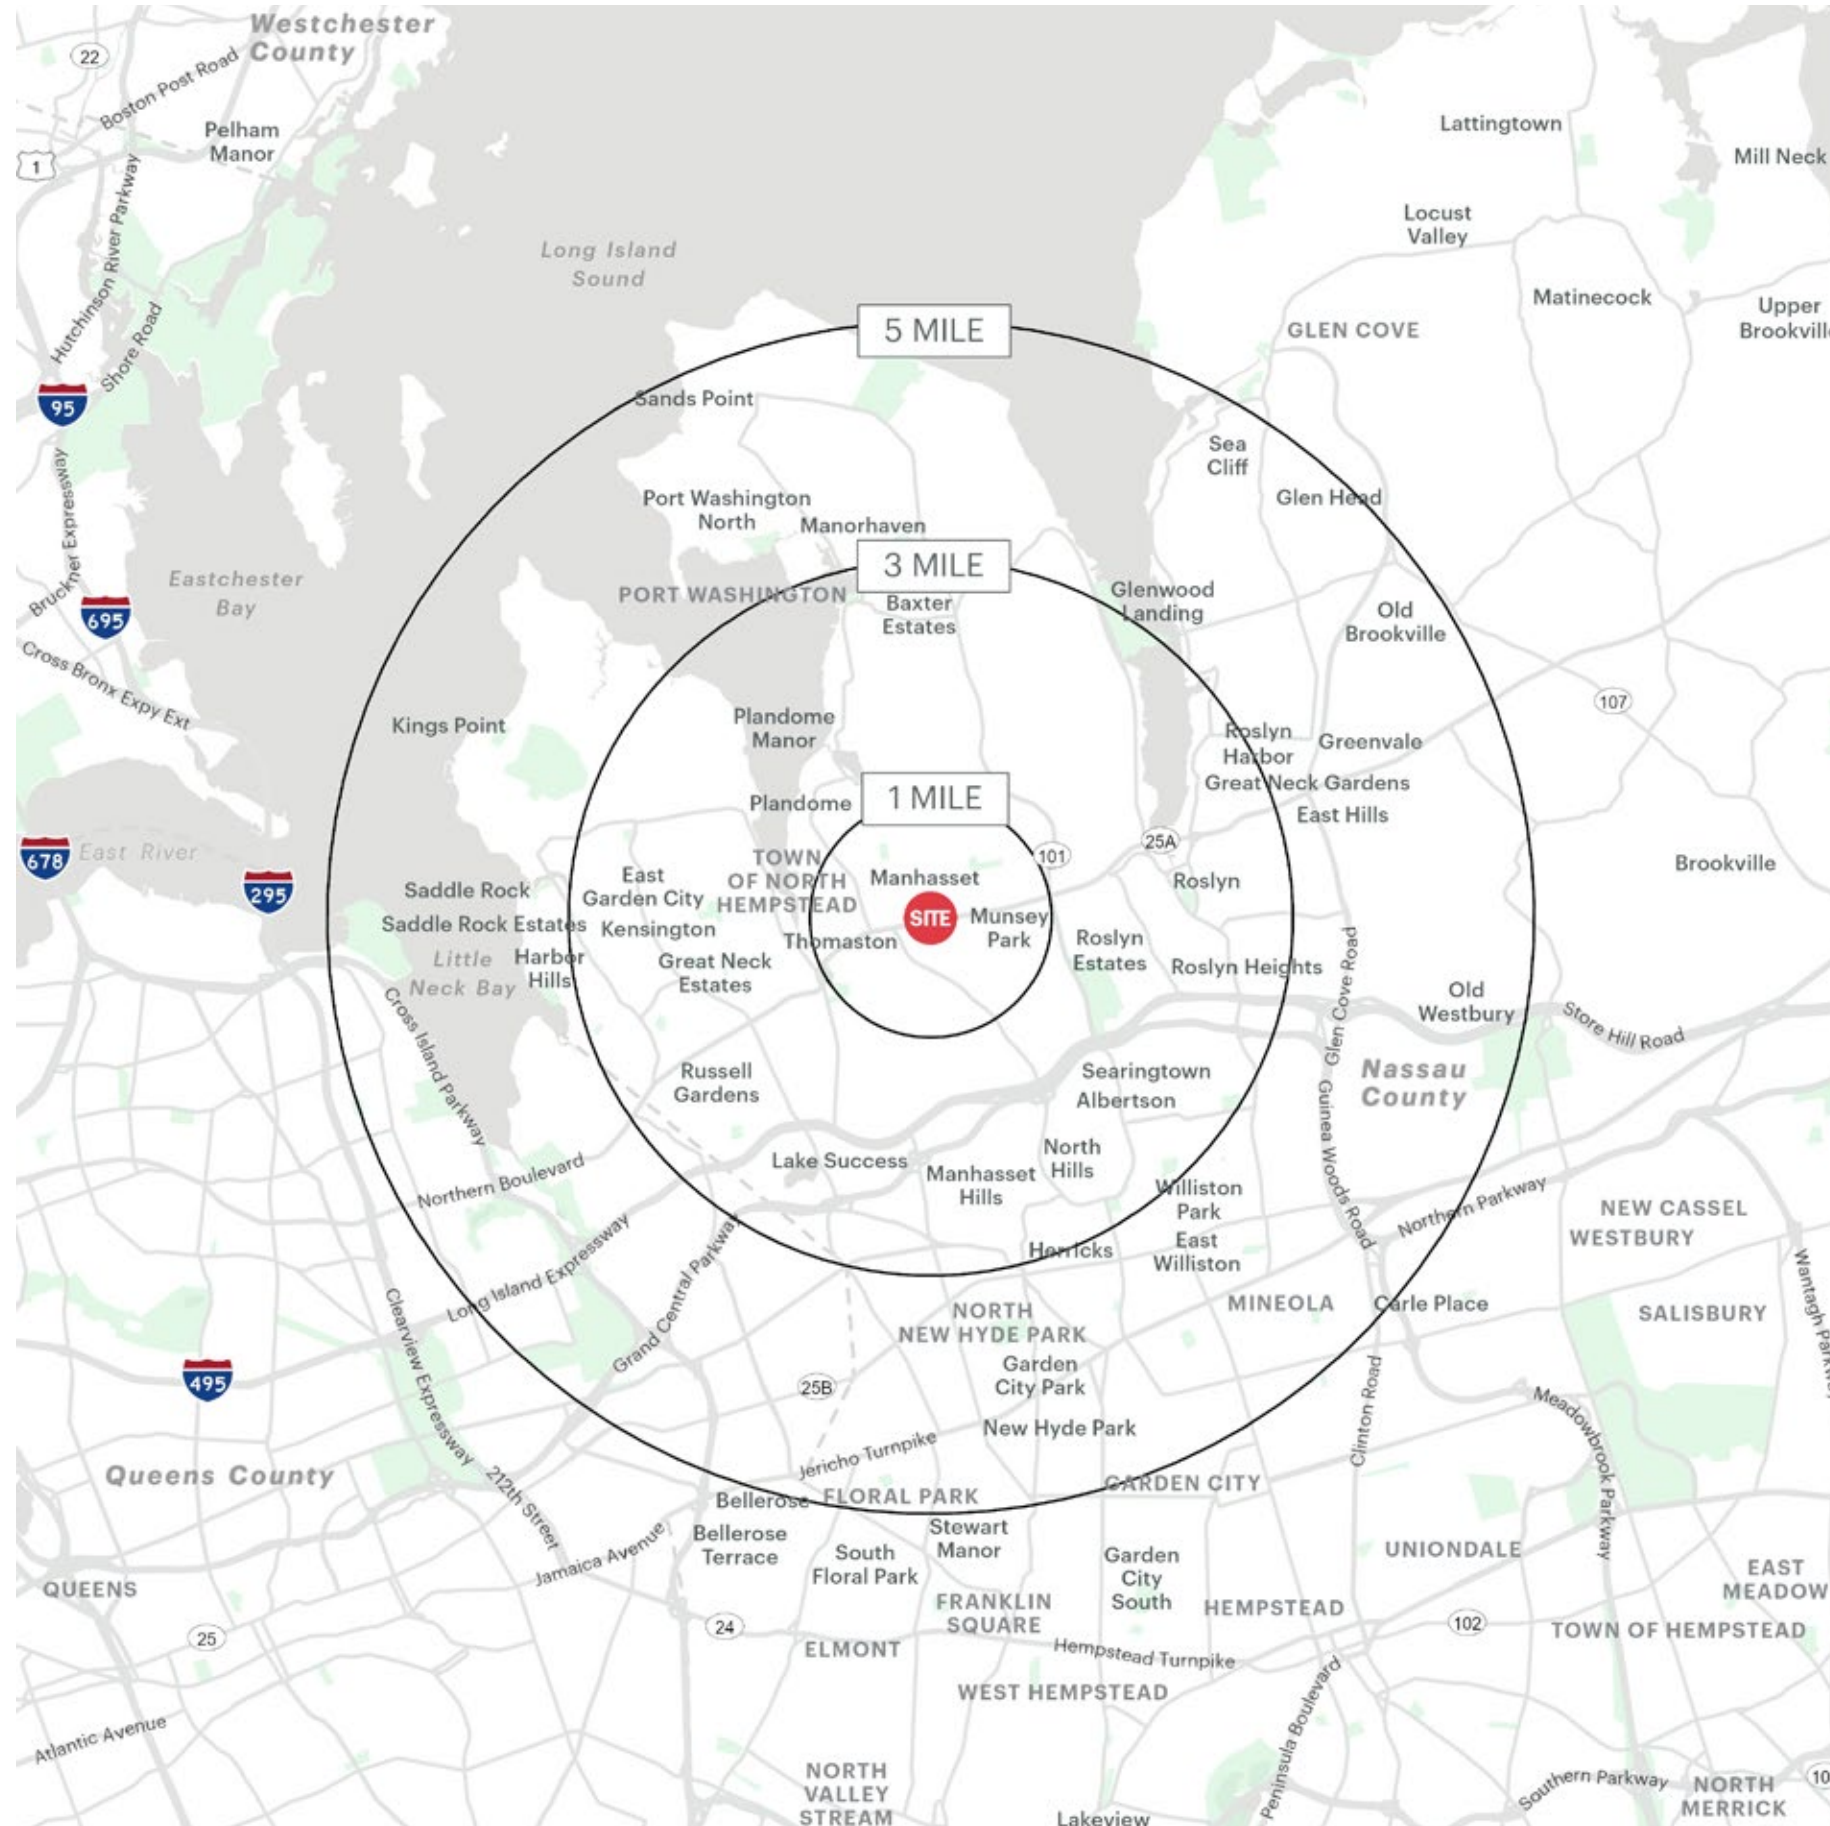 Westchester
County
22
Boston Post Road
Pelham
Manor
1
Hutchinson River Parkway
Shore Road
95
Long Island
Sound
Lattingtown
Mill Neck
Locust
Valley
Matinecock
Upper
Brookville
GLEN COVE
5 MILE
Sands Point
Sea
Cliff
Glen Head
Port Washington
North
Manorhaven
Bruckner Expressway
Eastchester
Bay
695
3 MILE
PORT WASHINGTON
Baxter
Estates
Glenwood
Landing
Old
Brookville
Cross Bronx Expy Ext
107
Kings Point
Plandome
Manor
Roslyn
Harbor
Greenvale
Great Neck Gardens
East Hills
Plandome
1 MILE
678
East River
295
101
25A
Brookville
TOWN
OF NORTH
HEMPSTEAD
Manhasset
Roslyn
Saddle Rock
East
Garden City
Saddle Rock Estates
Kensington
SITE
Munsey
Park
Thomaston
Little
Neck Bay
Harbor
Hills
Great Neck
Estates
Roslyn
Estates
Roslyn Heights
Glen Cove Road
Old
Westbury
Store Hill Road
Cross Island Parkway
Russell
Gardens
Searingtown
Albertson
Nassau
County
Guinea Woods Road
Lake Success
North
Hills
Manhasset
Hills
Northern Boulevard
Williston
Park
Northern Parkway
NEW CASSEL
WESTBURY
Herricks
East
Williston
Long Island Expressway
Grand Central Parkway
Clearview Expressway
Wantagh Parkway
NORTH
NEW HYDE PARK
MINEOLA
Carle Place
SALISBURY
495
25B
Garden
City Park
New Hyde Park
Clinton Road
Meadowbrook Parkway
Jericho Turnpike
Queens County
212th Street
GARDEN CITY
Bellerose
FLORAL PARK
Bellerose
Terrace
Stewart
Manor
South
Floral Park
Jamaica Avenue
Garden
City
South
UNIONDALE
EAST
MEADOW
QUEENS
FRANKLIN
SQUARE
HEMPSTEAD
25
24
102
TOWN OF HEMPSTEAD
ELMONT
Hempstead Turnpike
WEST HEMPSTEAD
Atlantic Avenue
Peninsula Boulevard
NORTH
VALLEY
STREAM
Lakeview
Southern Parkway
NORTH
MERRICK
10